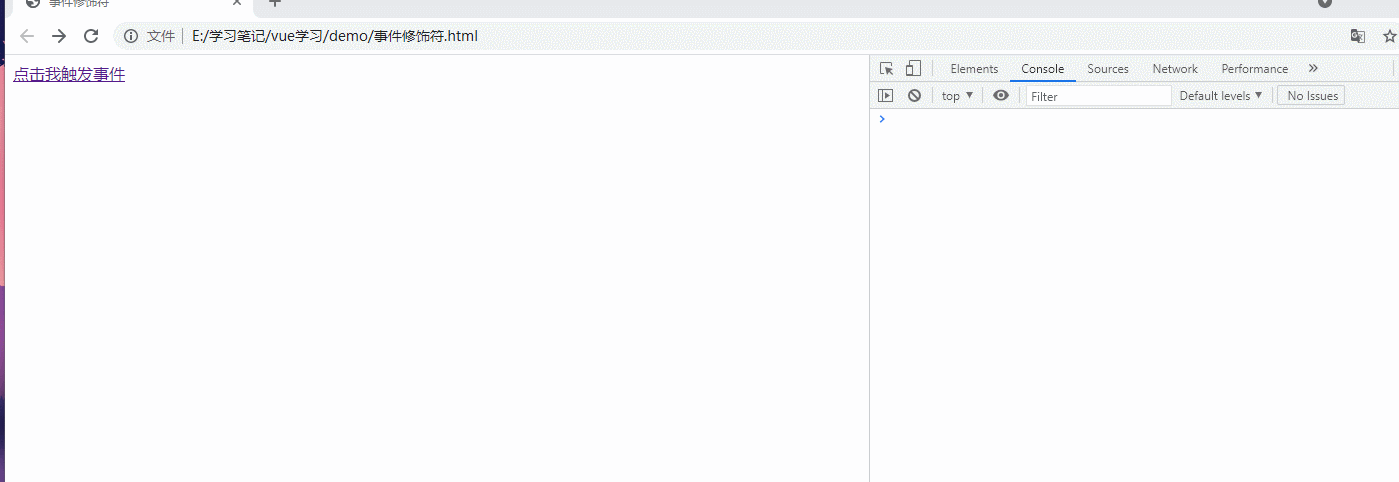 事件修饰符
文件 E:/学习笔记/vue学习/demo/事件修饰符.html
点击我触发事件
Elements Console Sources Network Performance
top Filter Default levels No Issues